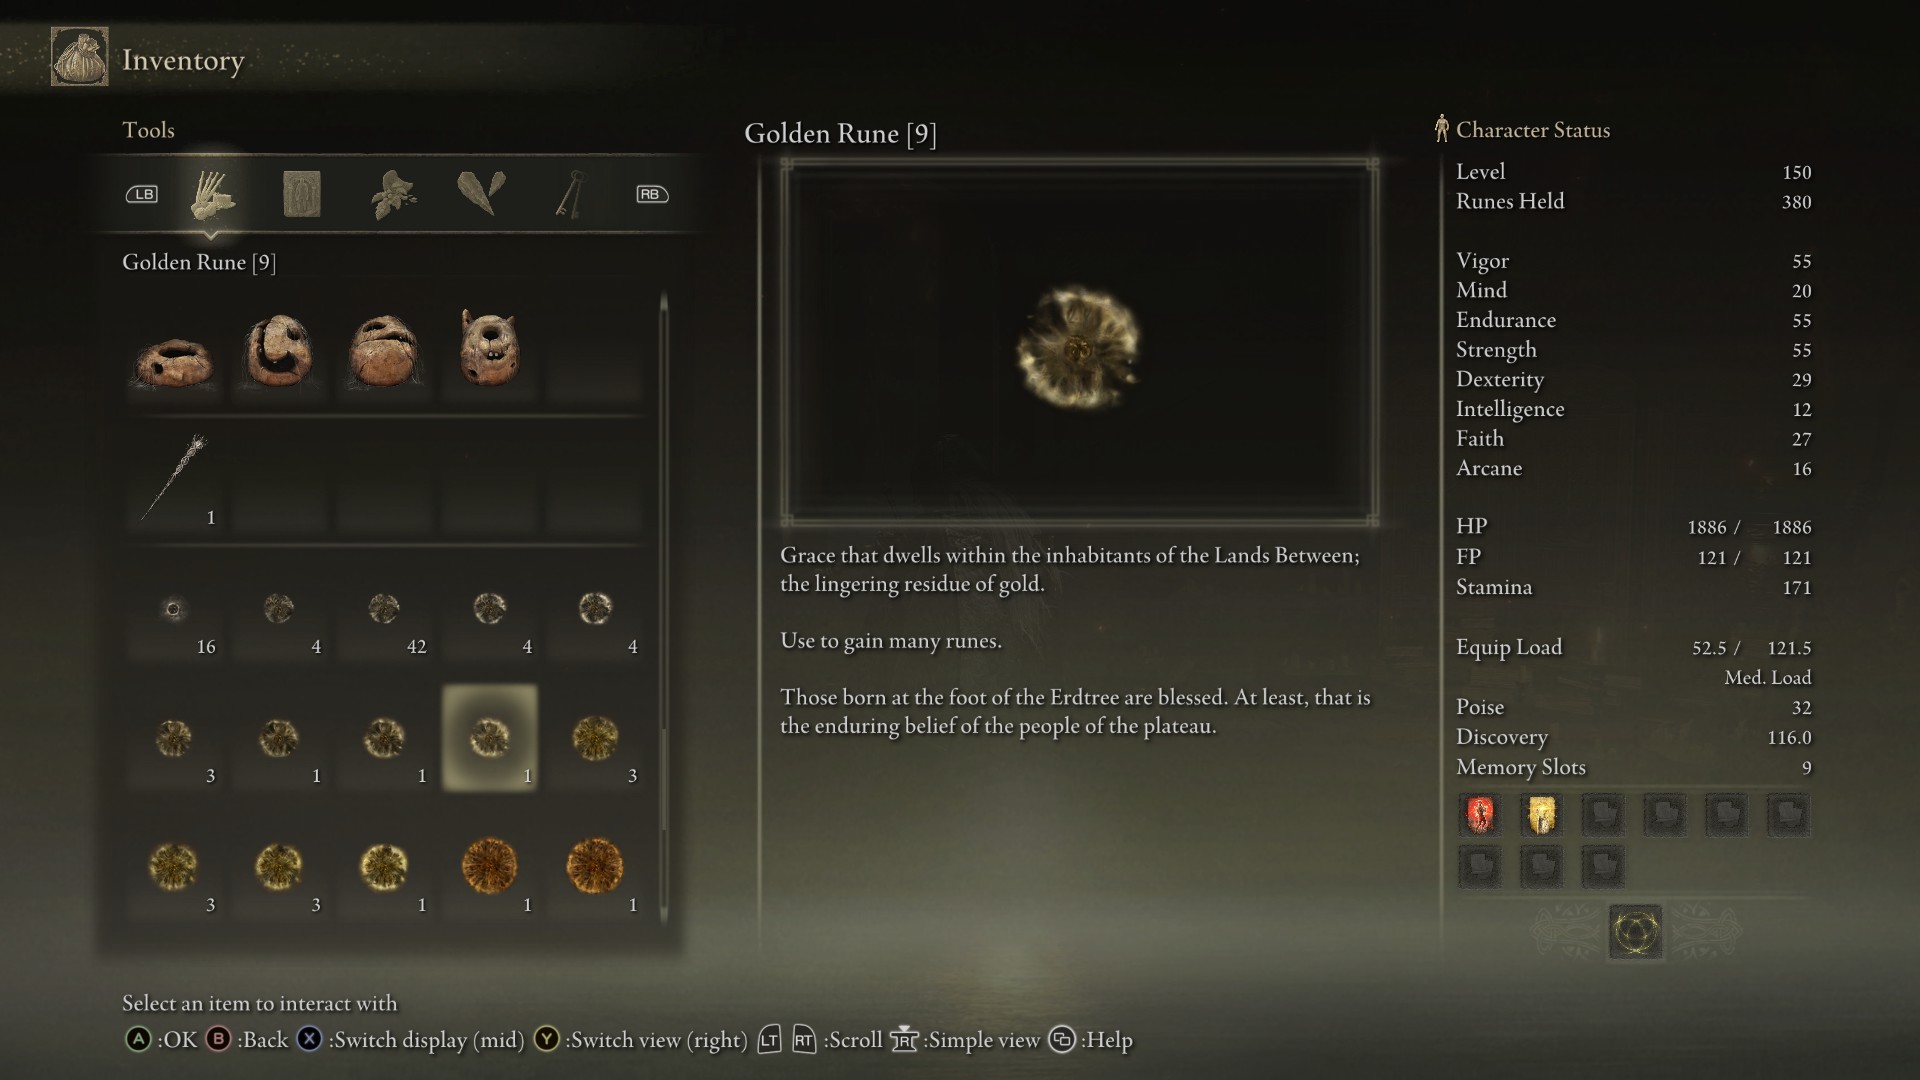 Inventory
Tools
LB
RB
Golden Rune [9]
1
16 4 42 4 4
3 1 1 1 3
3 3 1 1 1
Golden Rune [9]
Grace that dwells within the inhabitants of the Lands Between;
the lingering residue of gold.
Use to gain many runes.
Those born at the foot of the Erdtree are blessed. At least, that is
the enduring belief of the people of the plateau.
Character Status
Level 150
Runes Held 380
Vigor 55
Mind 20
Endurance 55
Strength 55
Dexterity 29
Intelligence 12
Faith 27
Arcane 16
HP 1886 / 1886
FP 121 / 121
Stamina 171
Equip Load 52.5 / 121.5
Med. Load
Poise 32
Discovery 116.0
Memory Slots 9
Select an item to interact with
A :OK B :Back X :Switch display (mid) Y :Switch view (right) LT RT :Scroll R :Simple view :Help